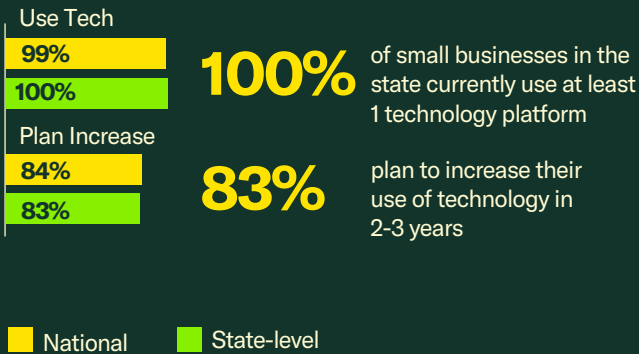 Use Tech
99%
100%
100%
of small businesses in the
state currently use at least
1 technology platform
Plan Increase
84%
83%
83%
plan to increase their
use of technology in
2-3 years
National
State-level